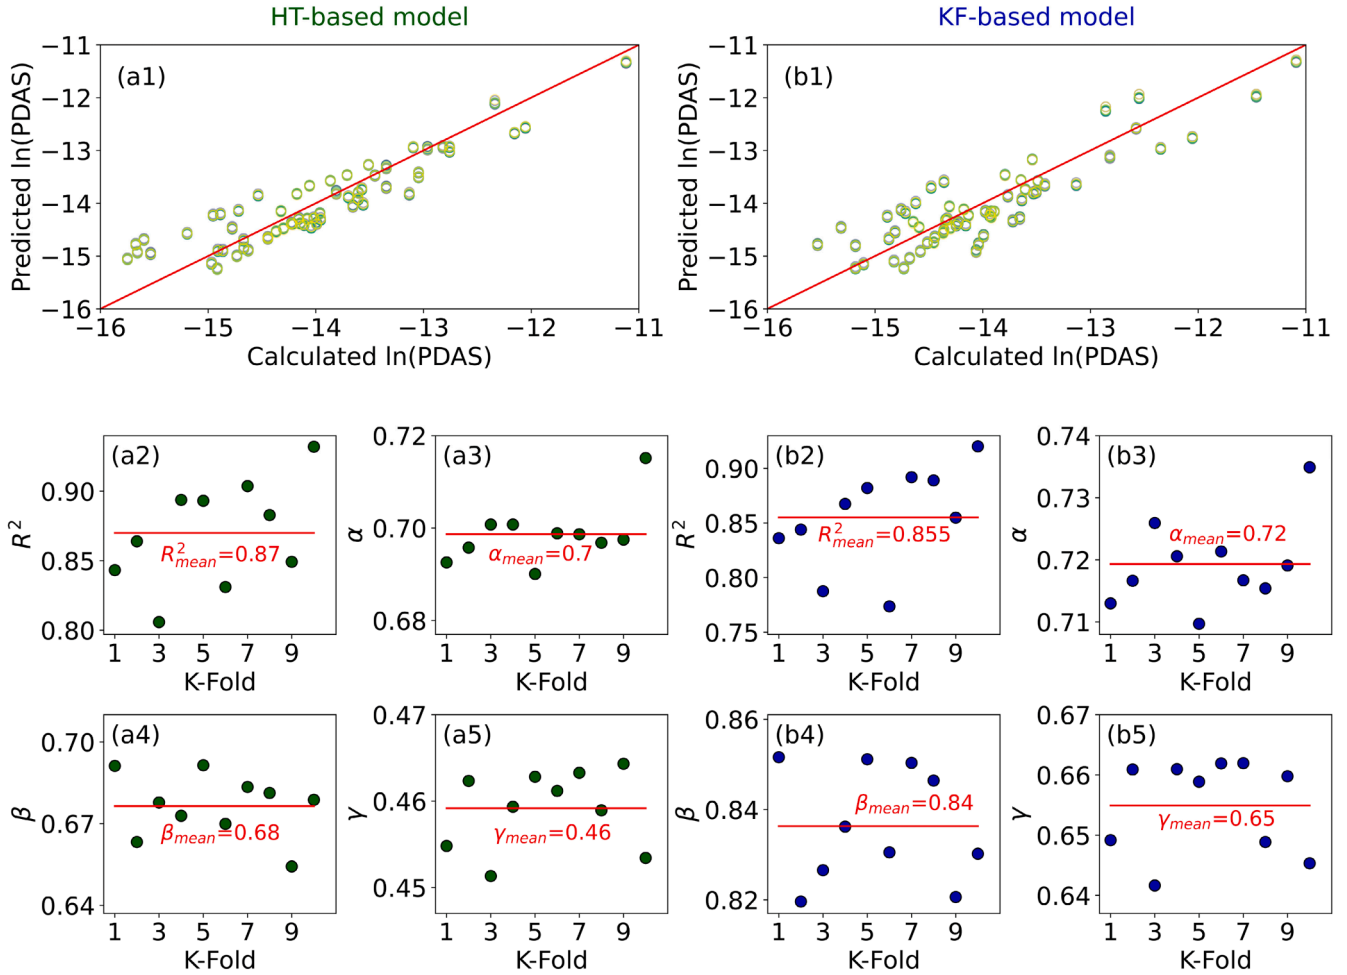 HT-based model
KF-based model
−11
−12
−13
−14
−15
−16
Predicted ln(PDAS)
(a1)
−16 −15 −14 −13 −12 −11
Calculated ln(PDAS)
−11
−12
−13
−14
−15
−16
Predicted ln(PDAS)
(b1)
−16 −15 −14 −13 −12 −11
Calculated ln(PDAS)
(a2)
0.90
0.85
0.80
R²
R²mean=0.87
1 3 5 7 9
K-Fold
(a3)
0.72
0.70
0.68
α
αmean=0.7
1 3 5 7 9
K-Fold
(b2)
0.90
0.85
0.80
0.75
R²
R²mean=0.855
1 3 5 7 9
K-Fold
(b3)
0.74
0.73
0.72
0.71
α
αmean=0.72
1 3 5 7 9
K-Fold
(a4)
0.70
0.67
0.64
β
βmean=0.68
1 3 5 7 9
K-Fold
(a5)
0.47
0.46
0.45
γ
γmean=0.46
1 3 5 7 9
K-Fold
(b4)
0.86
0.84
0.82
β
βmean=0.84
1 3 5 7 9
K-Fold
(b5)
0.67
0.66
0.65
0.64
γ
γmean=0.65
1 3 5 7 9
K-Fold